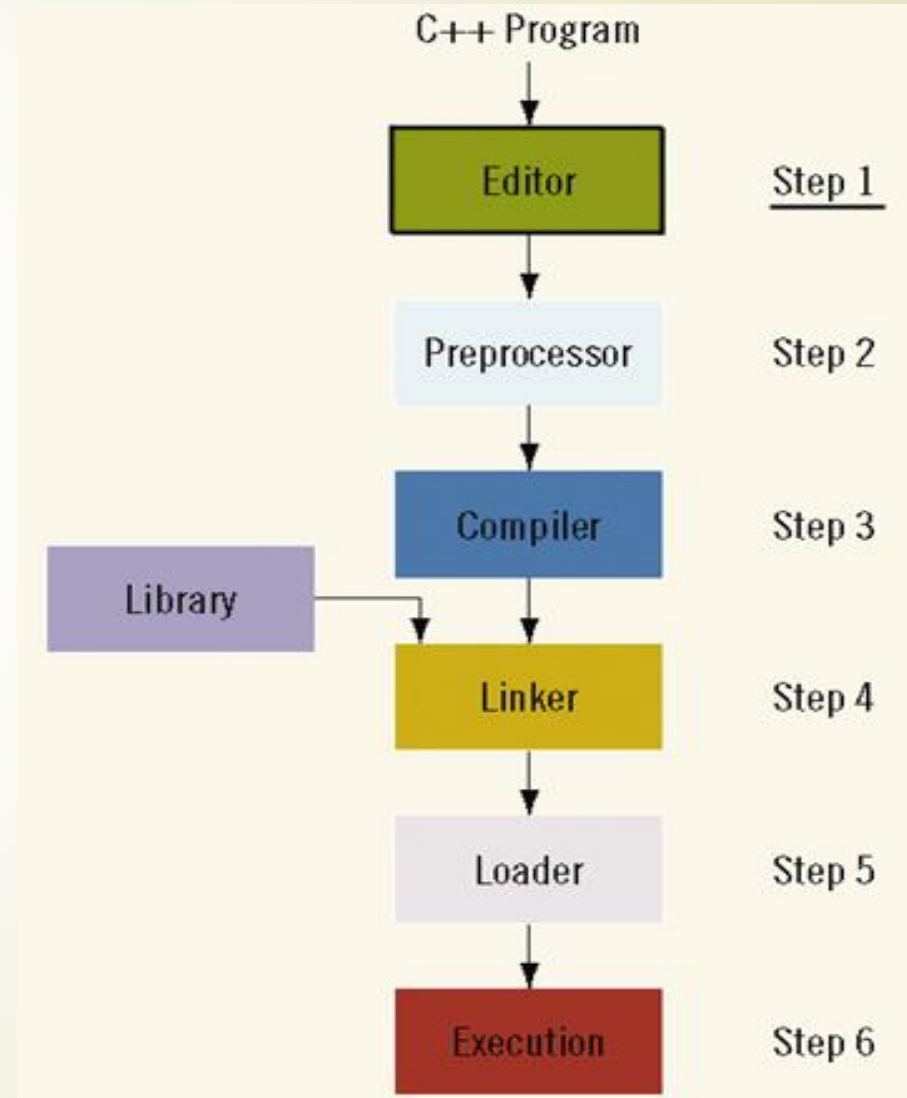 C++ Program
Editor
Step 1
Preprocessor
Step 2
Compiler
Step 3
Library
Linker
Step 4
Loader
Step 5
Execution
Step 6